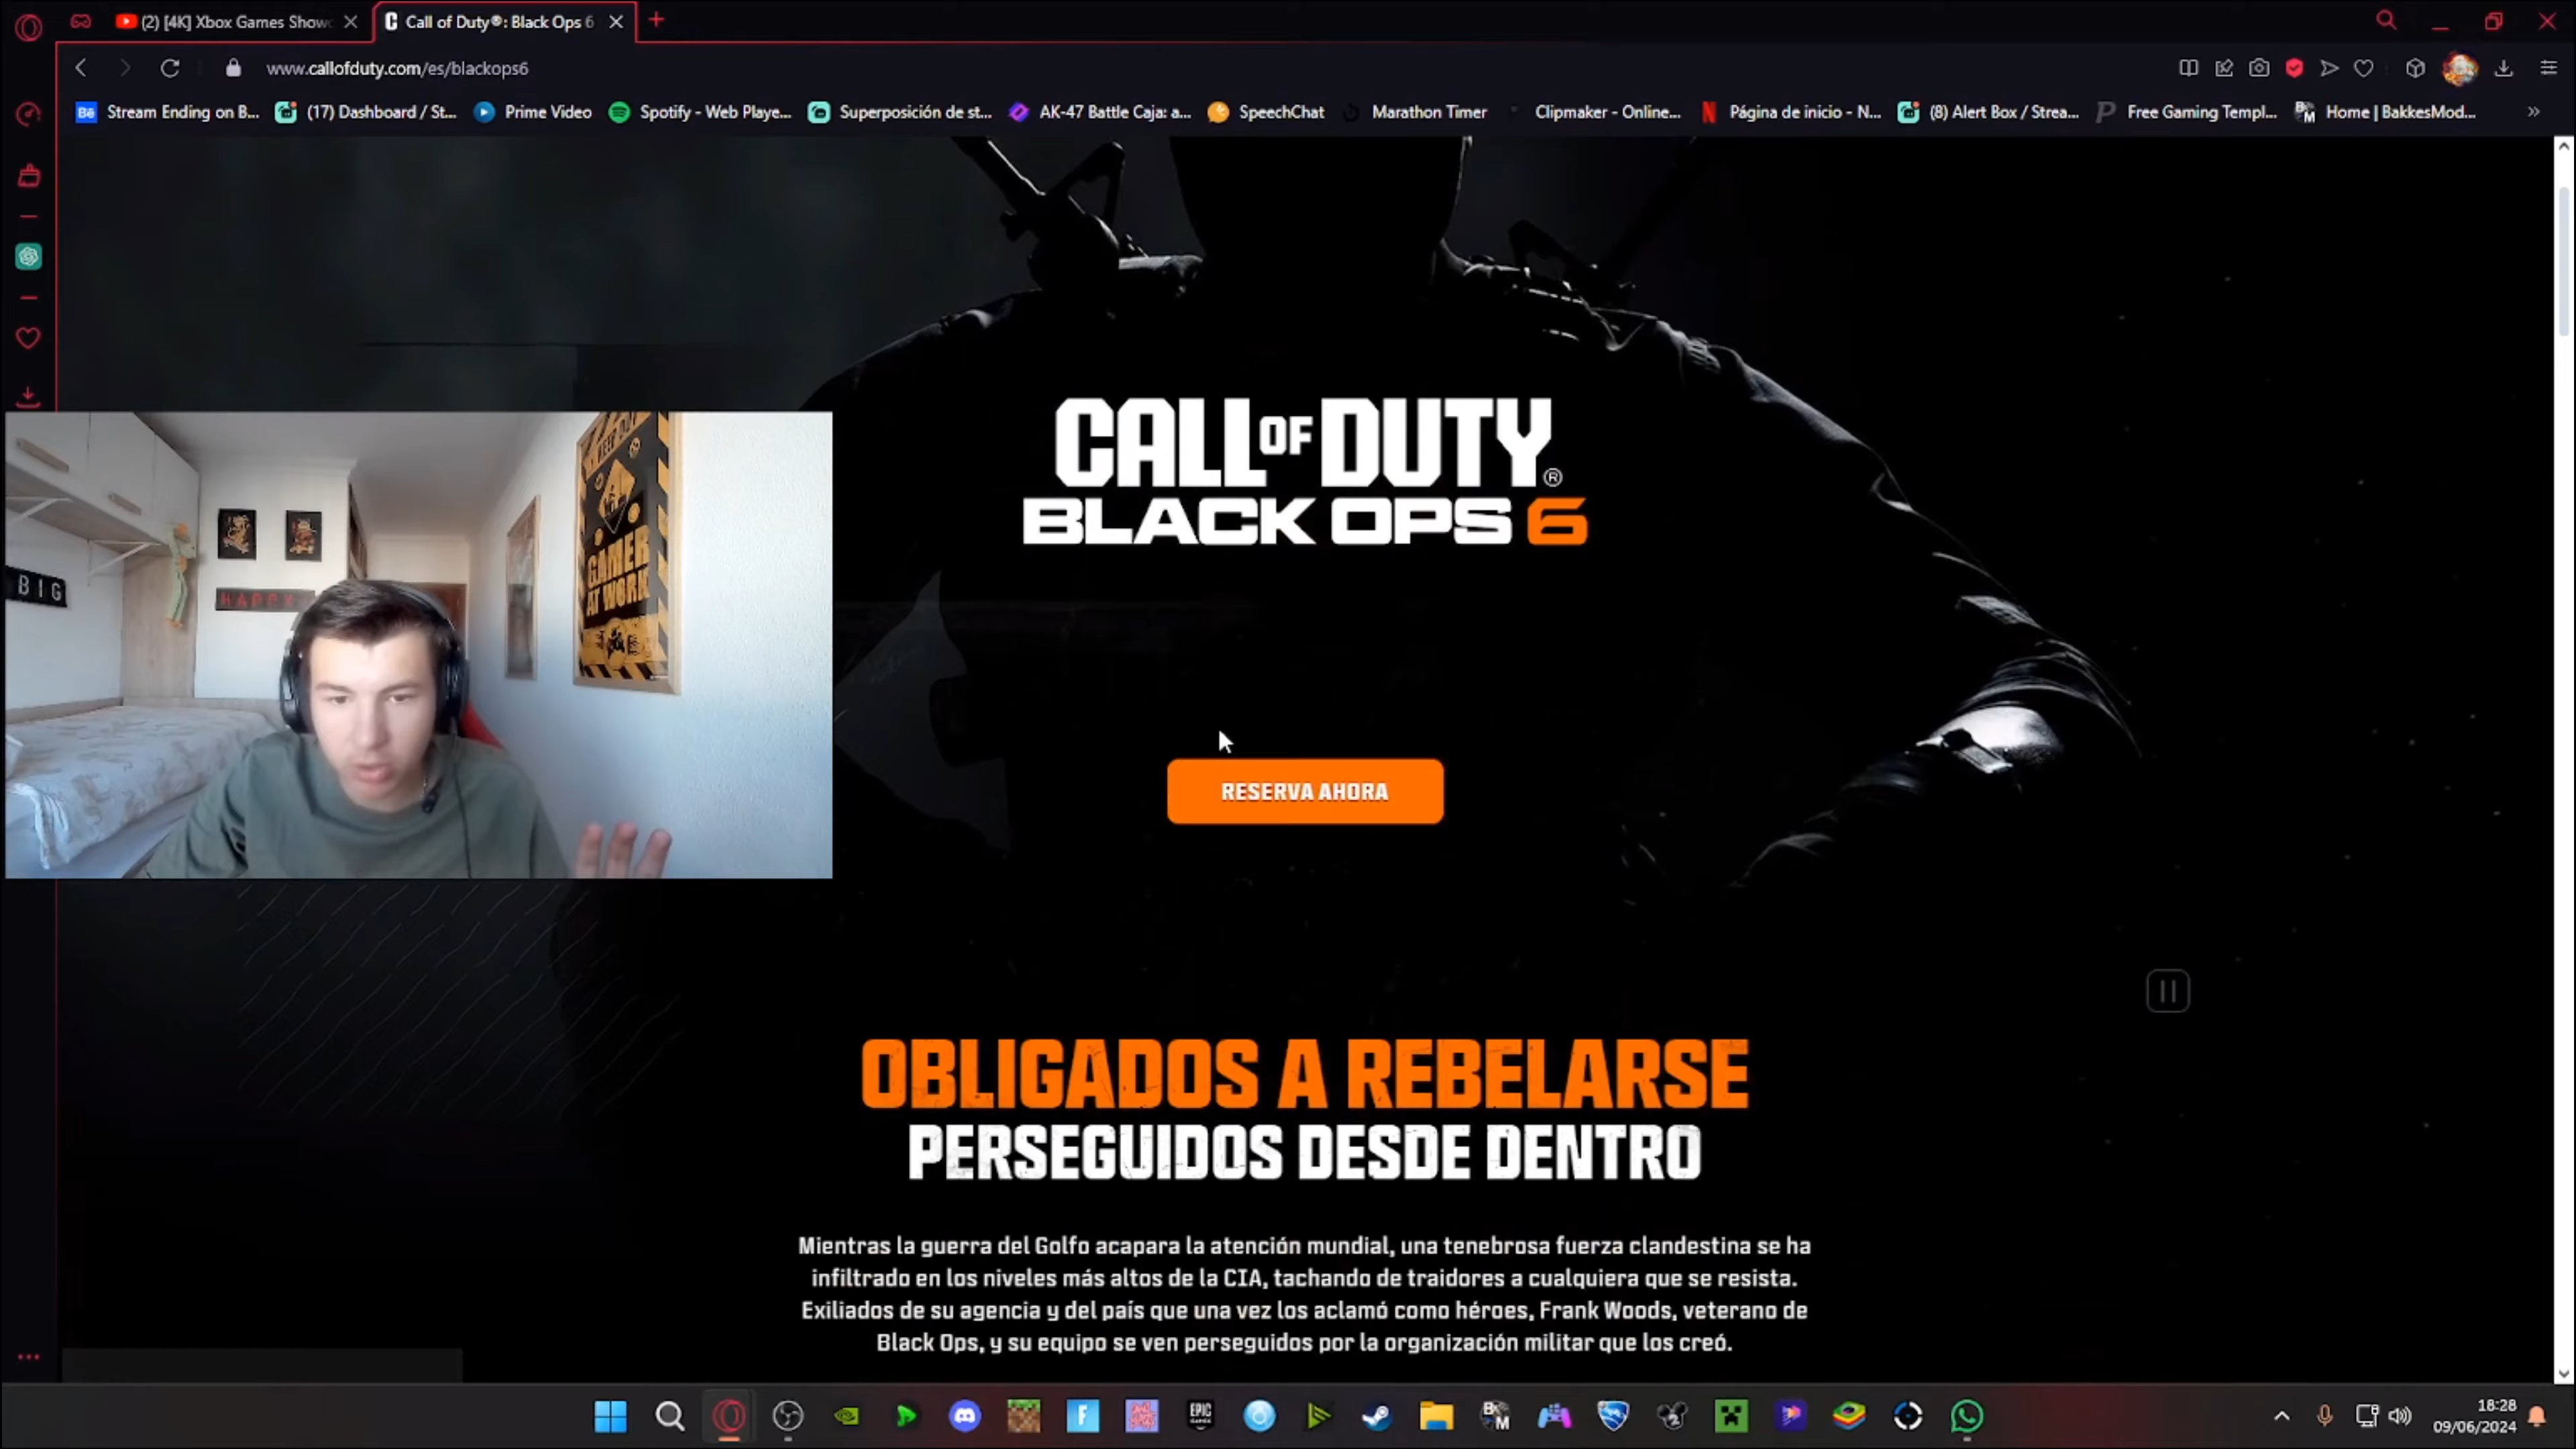 (2) [4K] Xbox Games Show
Call of Duty®: Black Ops 6
www.callofduty.com/es/blackops6
Bē Stream Ending on B... (17) Dashboard / St... Prime Video Spotify - Web Playe... Superposición de st... AK-47 Battle Caja: a... SpeechChat Marathon Timer Clipmaker - Online... Página de inicio - N... (8) Alert Box / Strea... Free Gaming Templ... Home | BakkesMod...
CALL OF DUTY®
BLACK OPS 6
BIG
HAPPY
GAMER
AT WORK
RESERVA AHORA
OBLIGADOS A REBELARSE
PERSEGUIDOS DESDE DENTRO
Mientras la guerra del Golfo acapara la atención mundial, una tenebrosa fuerza clandestina se ha
infiltrado en los niveles más altos de la CIA, tachando de traidores a cualquiera que se resista.
Exiliados de su agencia y del país que una vez los aclamó como héroes, Frank Woods, veterano de
Black Ops, y su equipo se ven perseguidos por la organización militar que los creó.
EPIC
GAMES
18:28
09/06/2024